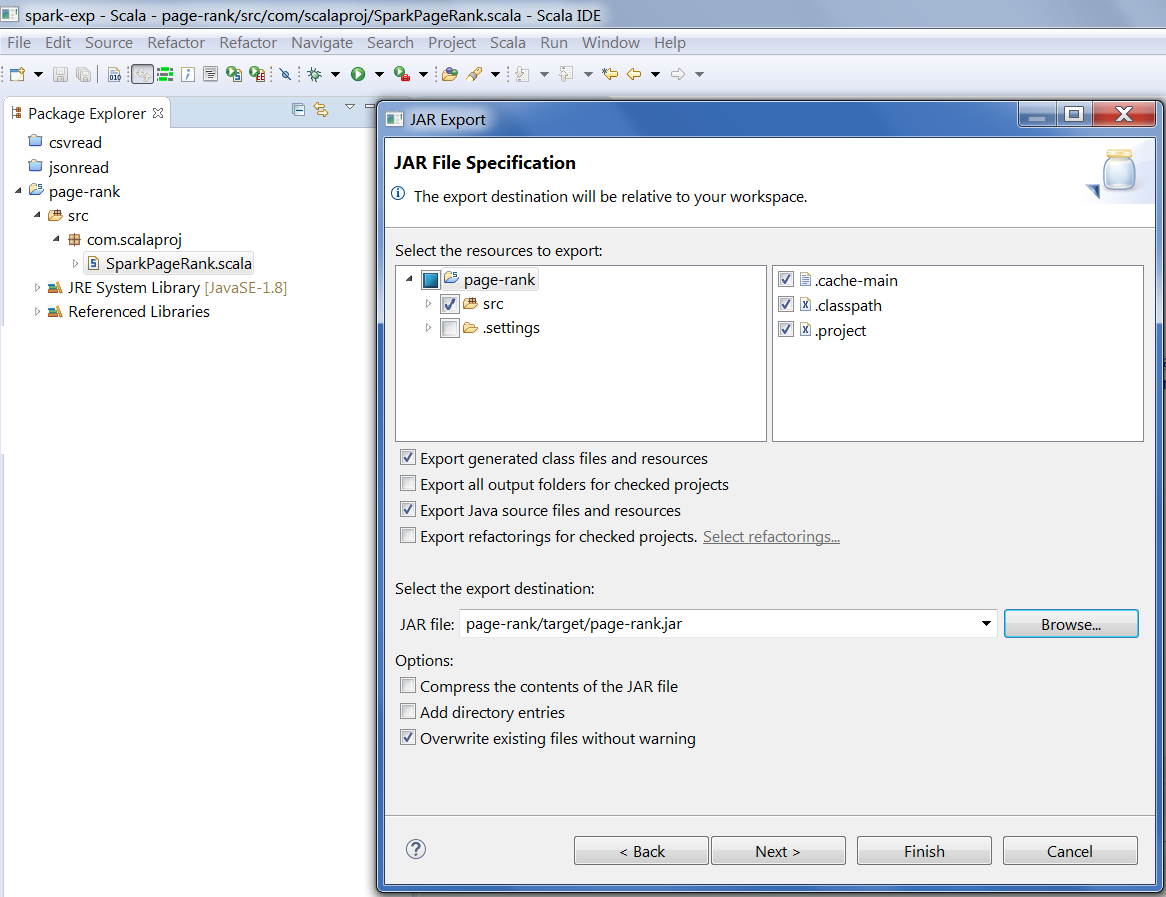 spark-exp - Scala - page-rank/src/com/scalaproj/SparkPageRank.scala - Scala IDE
File Edit Source Refactor Refactor Navigate Search Project Scala Run Window Help
Package Explorer
csvread
jsonread
page-rank
src
com.scalaproj
SparkPageRank.scala
JRE System Library [JavaSE-1.8]
Referenced Libraries
JAR Export
JAR File Specification
The export destination will be relative to your workspace.
Select the resources to export:
page-rank
src
.settings
.cache-main
.classpath
.project
Export generated class files and resources
Export all output folders for checked projects
Export Java source files and resources
Export refactorings for checked projects. Select refactorings...
Select the export destination:
JAR file: page-rank/target/page-rank.jar Browse...
Options:
Compress the contents of the JAR file
Add directory entries
Overwrite existing files without warning
? < Back Next > Finish Cancel